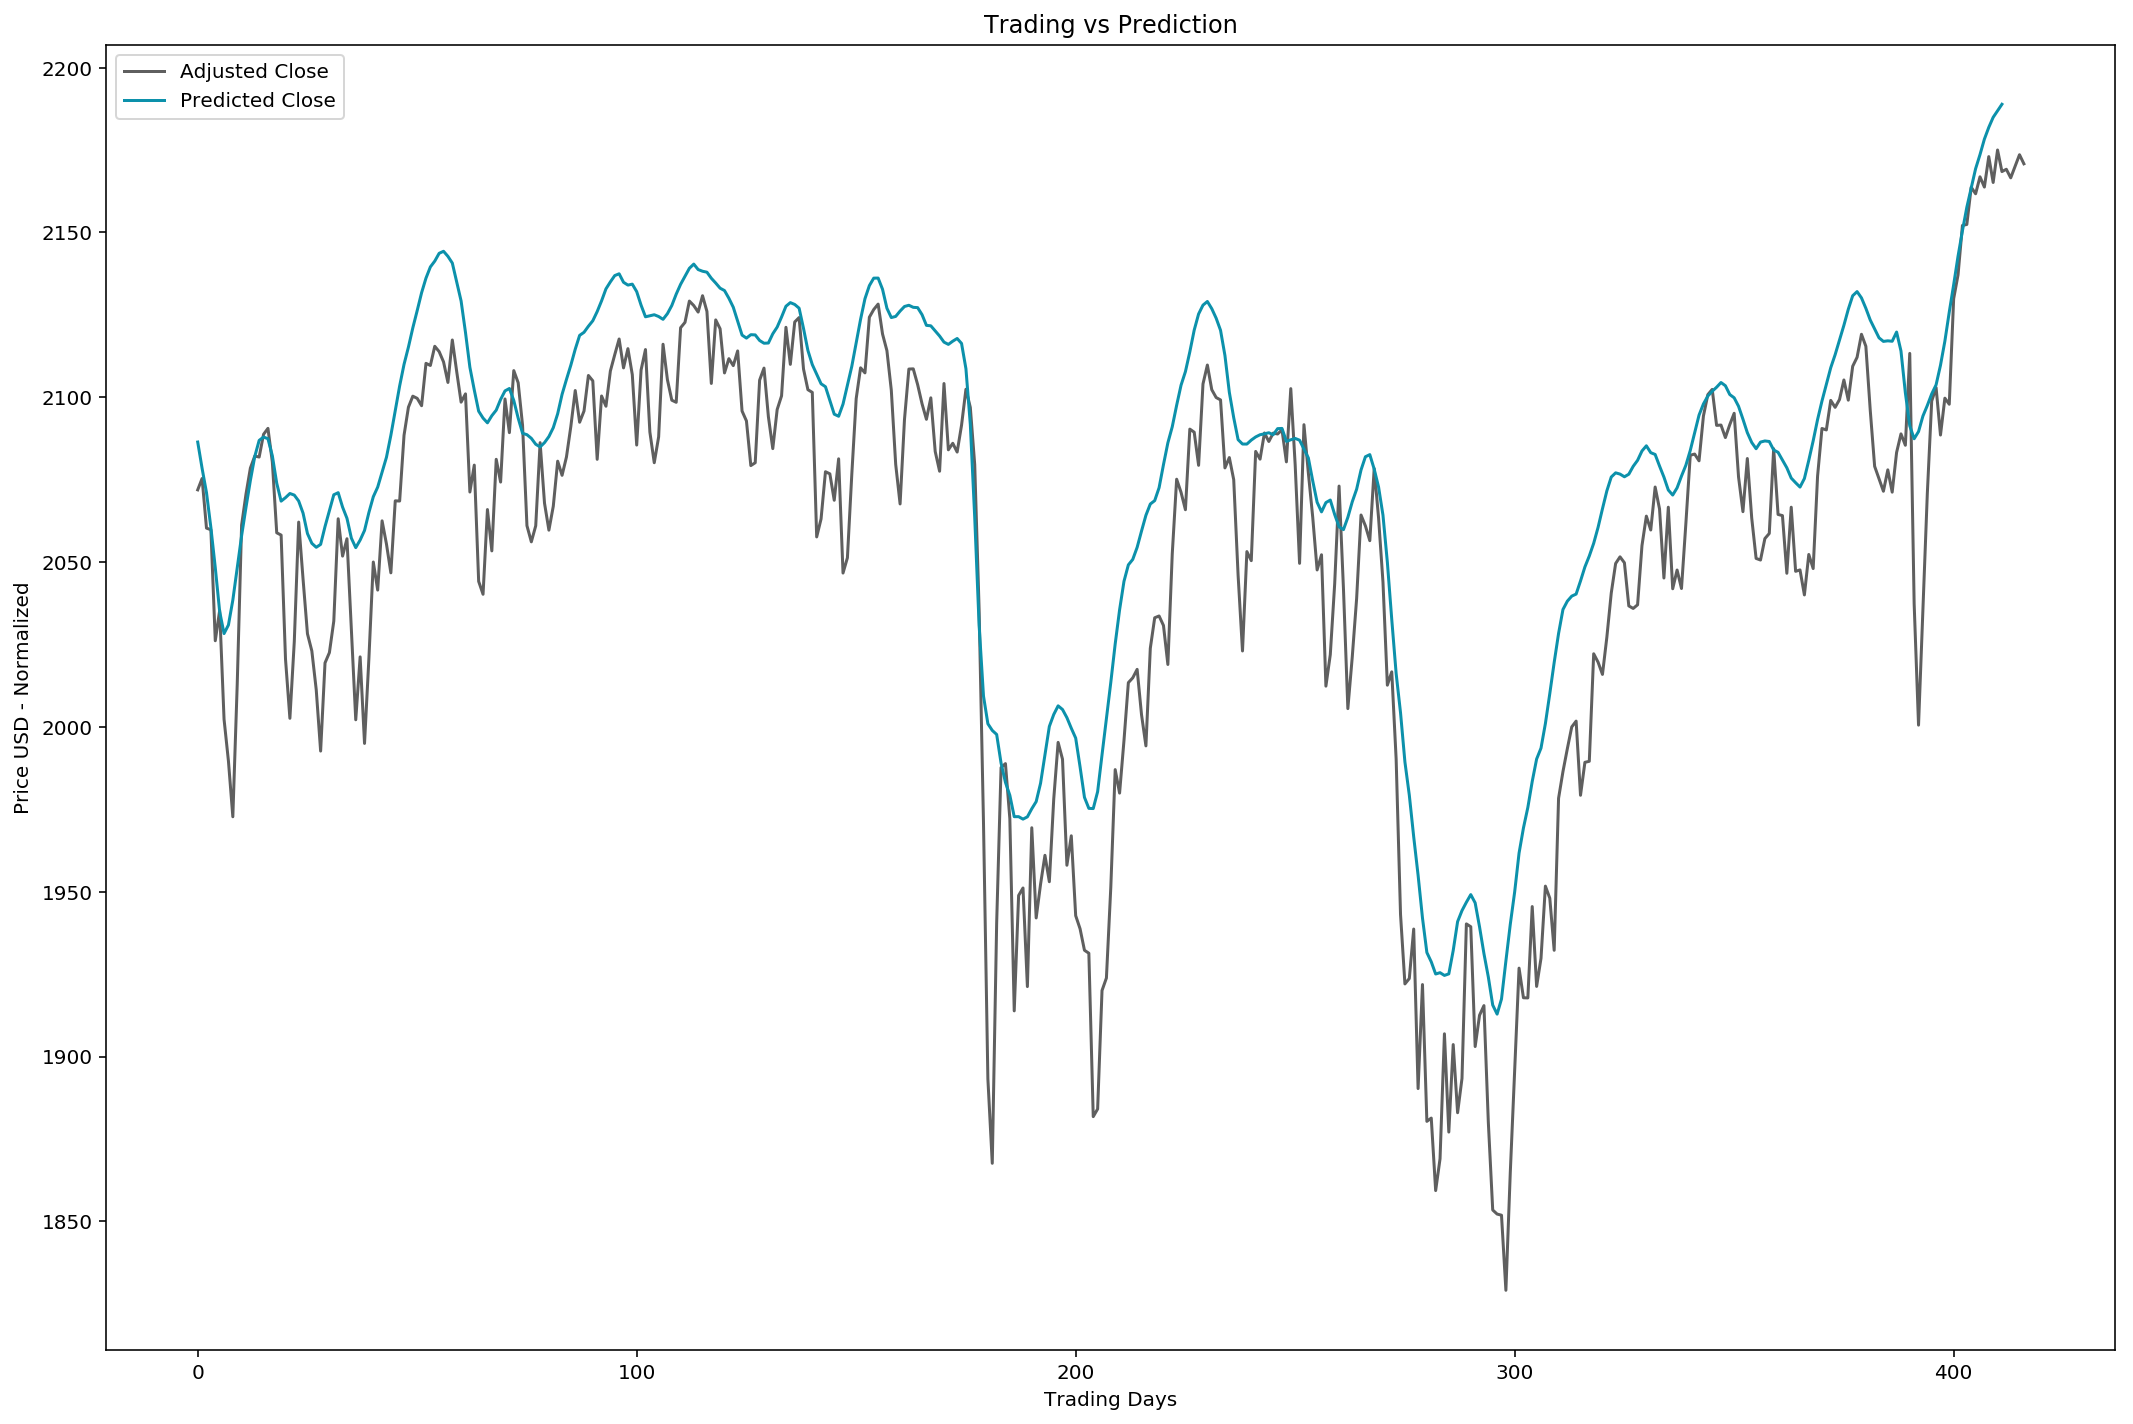 Trading vs Prediction
Adjusted Close
Predicted Close
2200
2150
2100
2050
2000
1950
1900
1850
Price USD - Normalized
0 100 200 300 400
Trading Days